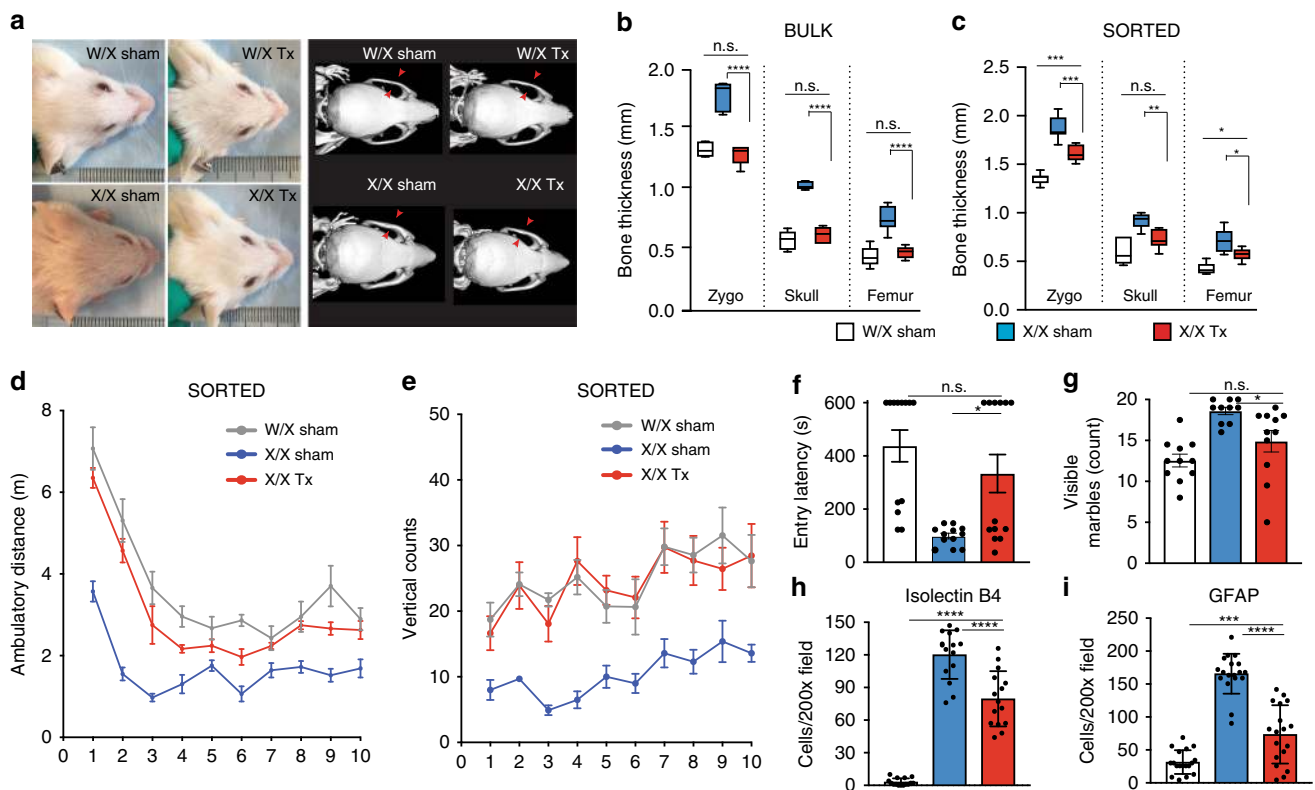 a
W/X sham
W/X Tx
W/X sham
W/X Tx
X/X sham
X/X Tx
X/X sham
X/X Tx
b
BULK
n.s.
****
n.s.
****
n.s.
****
Bone thickness (mm)
2.0
1.5
1.0
0.5
0.0
Zygo
Skull
Femur
c
SORTED
***
***
n.s.
**
*
*
Bone thickness (mm)
2.5
2.0
1.5
1.0
0.5
0.0
Zygo
Skull
Femur
W/X sham
X/X sham
X/X Tx
d
SORTED
W/X sham
X/X sham
X/X Tx
Ambulatory distance (m)
8
6
4
2
0
0 1 2 3 4 5 6 7 8 9 10
e
SORTED
W/X sham
X/X sham
X/X Tx
Vertical counts
50
40
30
20
10
0
0 1 2 3 4 5 6 7 8 9 10
f
n.s.
*
Entry latency (s)
600
400
200
0
g
n.s.
*
Visible
marbles (count)
20
15
10
5
0
h
Isolectin B4
****
****
Cells/200x field
150
120
90
60
30
0
i
GFAP
***
****
Cells/200x field
250
200
150
100
50
0